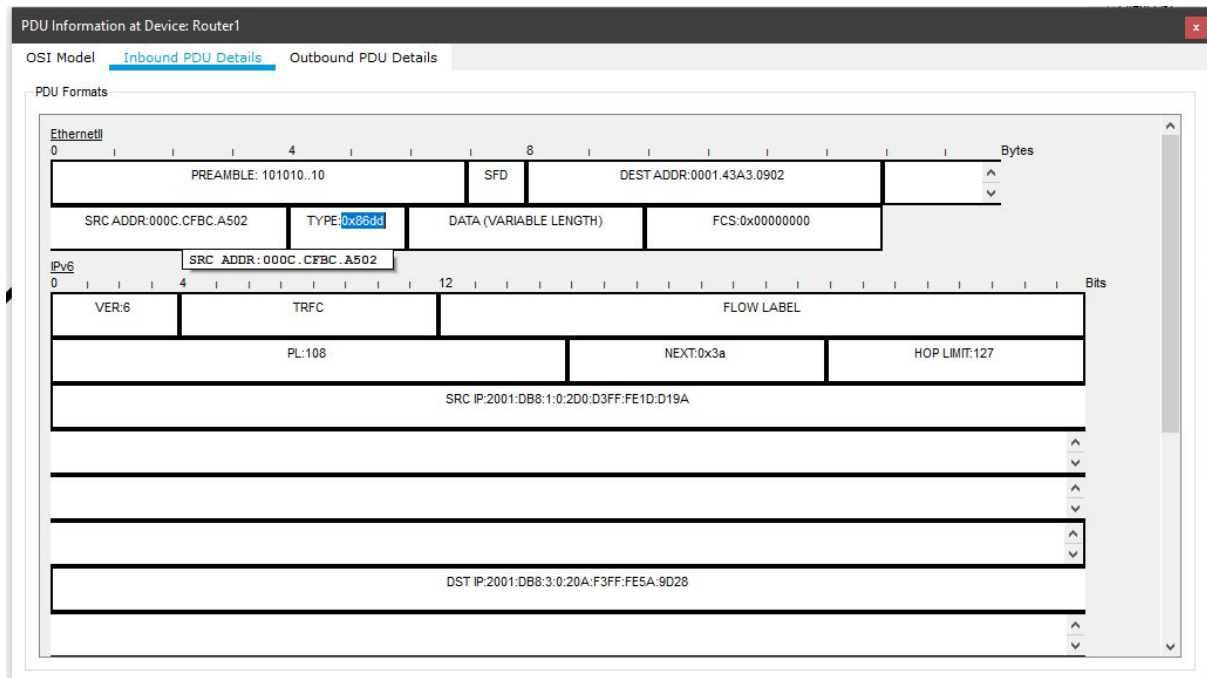 PDU Information at Device: Router1
x
OSI Model Inbound PDU Details Outbound PDU Details
PDU Formats
EthernetII
0 4 8 Bytes
PREAMBLE: 101010..10 SFD DEST ADDR:0001.43A3.0902
SRC ADDR:000C.CFBC.A502 TYPE:0x86dd DATA (VARIABLE LENGTH) FCS:0x00000000
SRC ADDR:000C.CFBC.A502
IPv6
0 4 12 Bits
VER:6 TRFC FLOW LABEL
PL:108 NEXT:0x3a HOP LIMIT:127
SRC IP:2001:DB8:1:0:2D0:D3FF:FE1D:D19A
DST IP:2001:DB8:3:0:20A:F3FF:FE5A:9D28